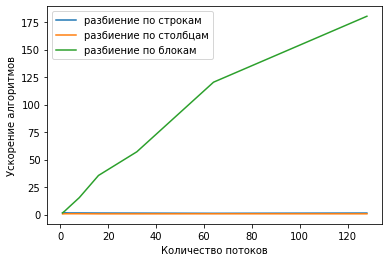 разбиение по строкам
разбиение по столбцам
разбиение по блокам
Ускорение алгоритмов
175
150
125
100
75
50
25
0
0 20 40 60 80 100 120
Количество потоков